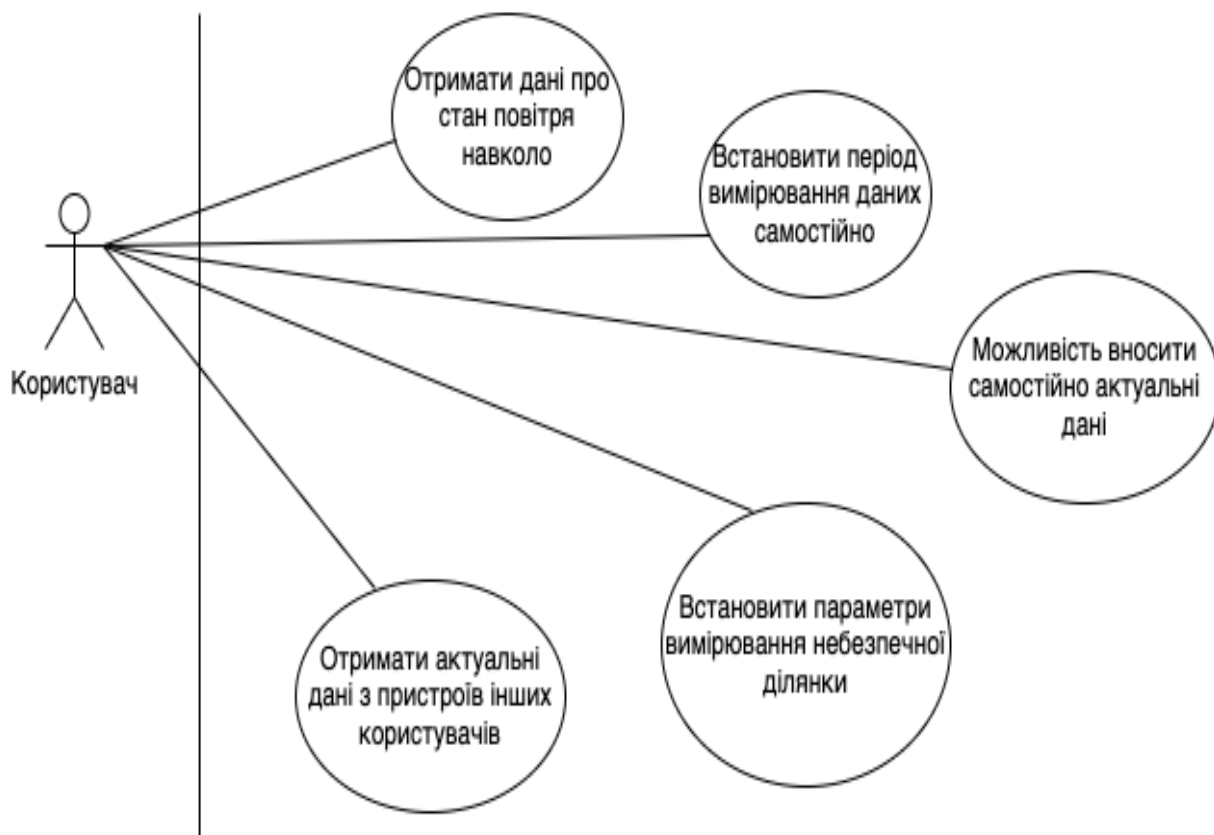 Отримати дані про
стан повітря
навколо
Встановити період
вимірювання даних
самостійно
Користувач
Можливість вносити
самостійно актуальні
дані
Встановити параметри
вимірювання небезпечної
ділянки
Отримати актуальні
дані з пристроїв інших
користувачів